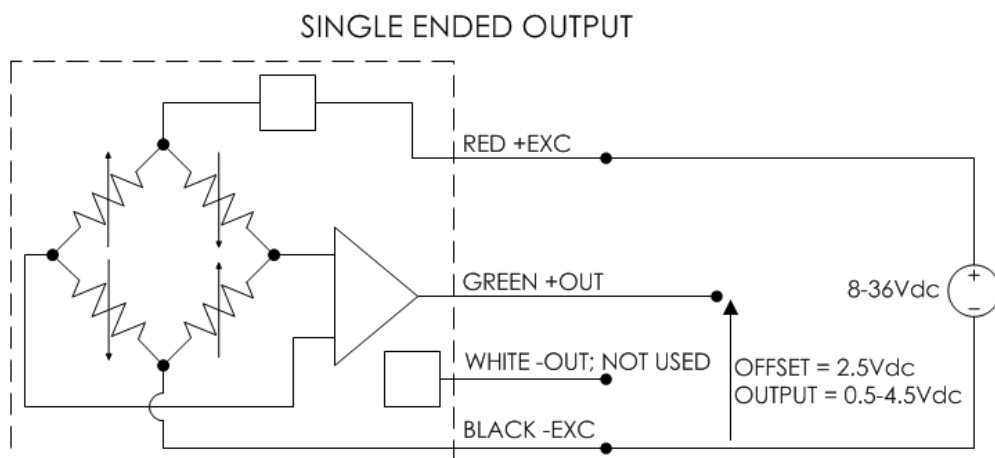 SINGLE ENDED OUTPUT
RED +EXC
GREEN +OUT
8-36Vdc
+
−
WHITE -OUT; NOT USED
OFFSET = 2.5Vdc
OUTPUT = 0.5-4.5Vdc
BLACK -EXC